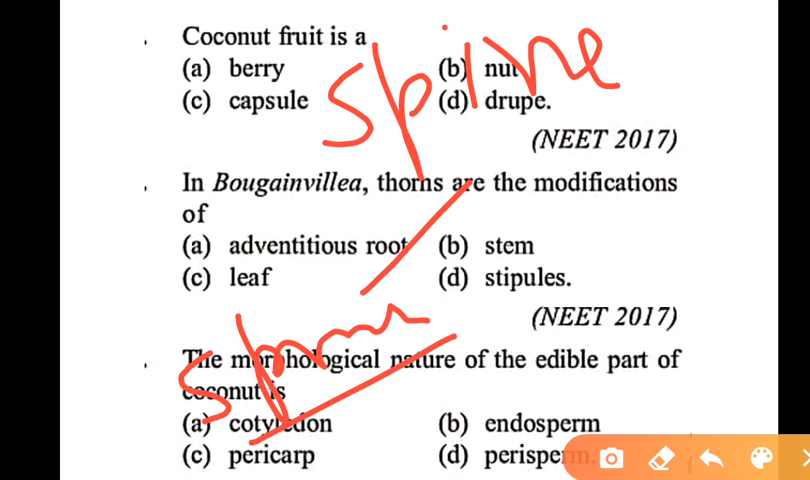 Coconut fruit is a
(a) berry (b) nut
(c) capsule (d) drupe.
(NEET 2017)
spine
In Bougainvillea, thorns are the modifications
of
(a) adventitious root (b) stem
(c) leaf (d) stipules.
(NEET 2017)
The morphological nature of the edible part of
coconut is
(a) cotyledon (b) endosperm
(c) pericarp (d) perisperm.